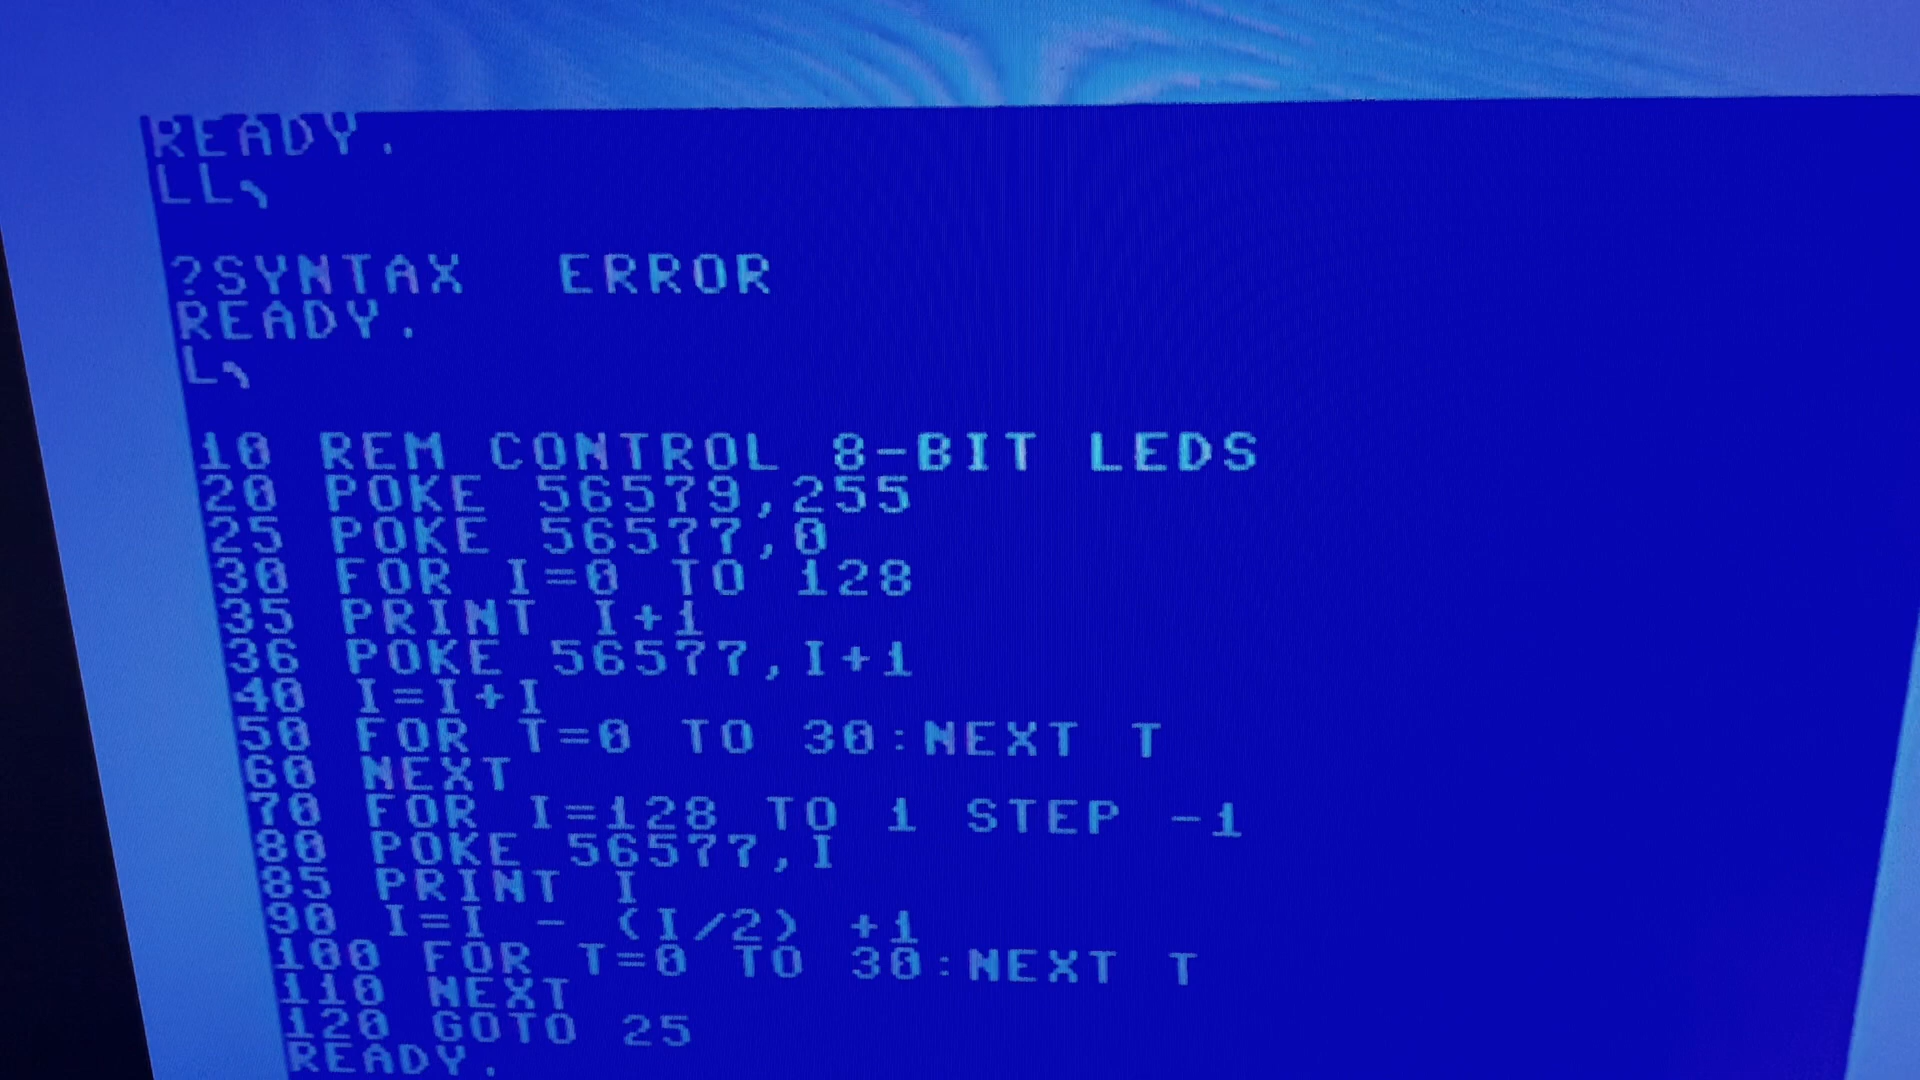 READY.
LL╮

?SYNTAX  ERROR
READY.
L╮

10 REM CONTROL 8-BIT LEDS
20 POKE 56579,255
25 POKE 56577,0
30 FOR I=0 TO 128
35 PRINT I+1
36 POKE 56577,I+1
40 I=I+I
50 FOR T=0 TO 30:NEXT T
60 NEXT
70 FOR I=128 TO 1 STEP -1
80 POKE 56577,I
85 PRINT I
90 I=I - (I/2) +1
100 FOR T=0 TO 30:NEXT T
110 NEXT
120 GOTO 25
READY.